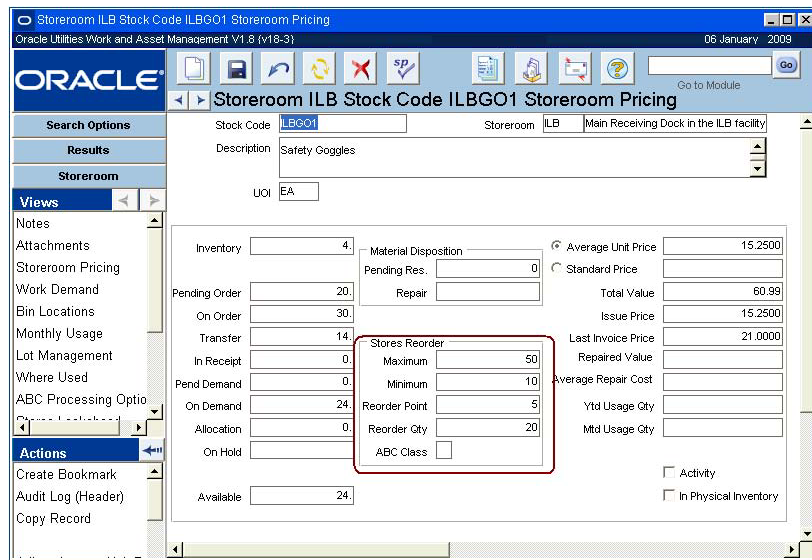 Storeroom ILB Stock Code ILBGO1 Storeroom Pricing
Oracle Utilities Work and Asset Management V1.8 (v18-3) 06 January 2009
ORACLE
sp
?
Go
Go to Module
Storeroom ILB Stock Code ILBGO1 Storeroom Pricing
Search Options
Results
Storeroom
Views
Notes
Attachments
Storeroom Pricing
Work Demand
Bin Locations
Monthly Usage
Lot Management
Where Used
ABC Processing Optio
Actions
Create Bookmark
Audit Log (Header)
Copy Record
Stock Code ILBGO1 Storeroom ILB Main Receiving Dock in the ILB facility
Description Safety Goggles
UOI EA
Inventory 4.
Pending Order 20.
On Order 30.
Transfer 14.
In Receipt 0.
Pend Demand 0.
On Demand 24.
Allocation 0.
On Hold
Available 24.
Material Disposition
Pending Res. 0
Repair
Stores Reorder
Maximum 50
Minimum 10
Reorder Point 5
Reorder Qty 20
ABC Class
Average Unit Price 15.2500
Standard Price
Total Value 60.99
Issue Price 15.2500
Last Invoice Price 21.0000
Repaired Value
Average Repair Cost
Ytd Usage Qty
Mtd Usage Qty
Activity
In Physical Inventory